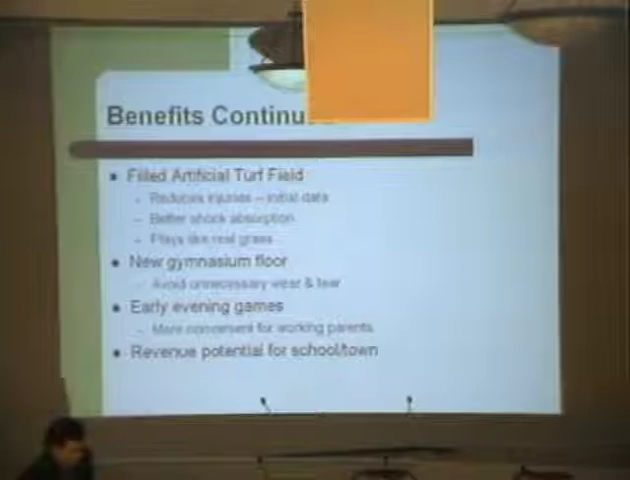 Benefits Continu
• Filled Artificial Turf Field
– Reduces injuries – initial data
– Better shock absorption
– Plays like real grass
• New gymnasium floor
– Avoid unnecessary wear & tear
• Early evening games
– More convenient for working parents
• Revenue potential for school/town